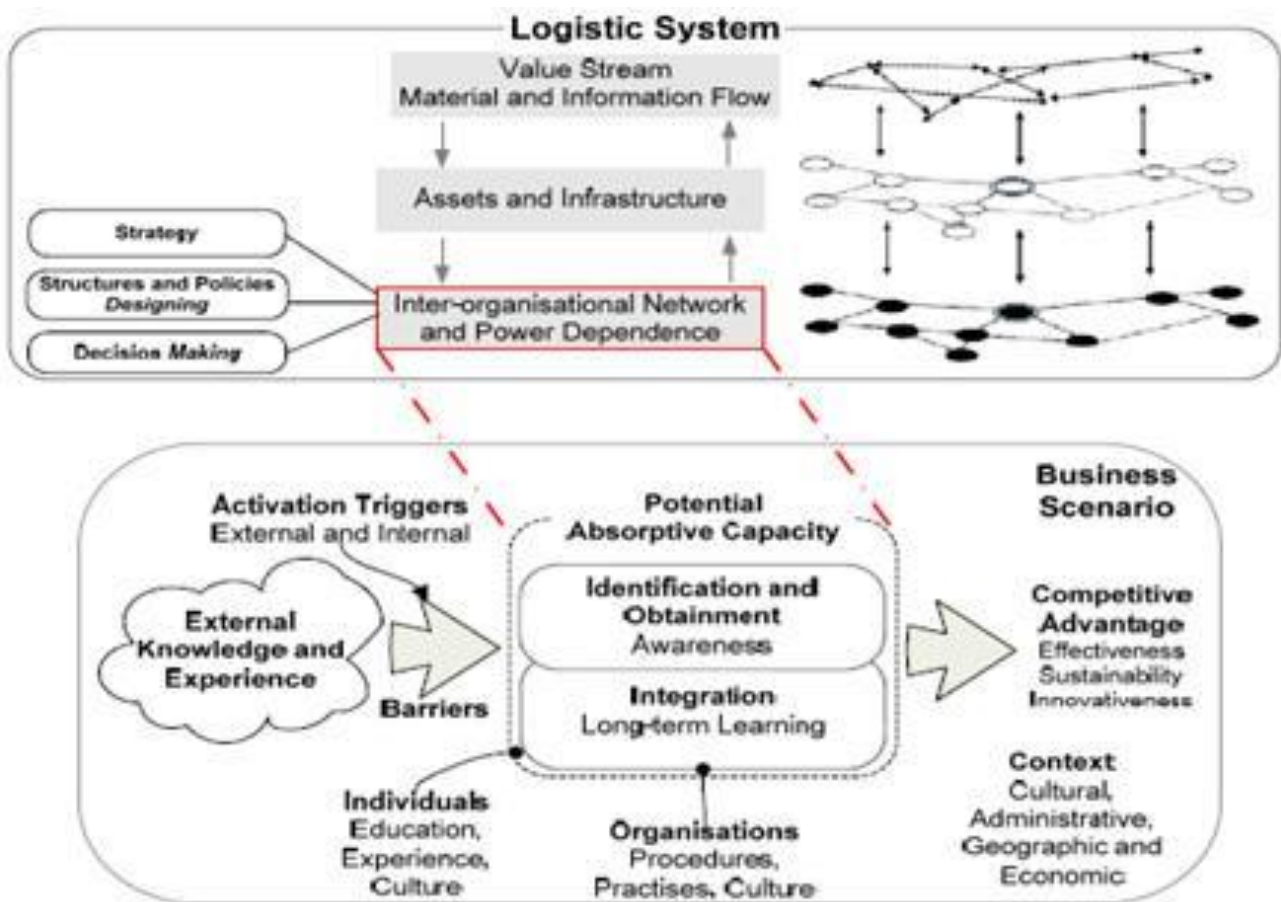 Logistic System
Value Stream
Material and Information Flow
Assets and Infrastructure
Strategy
Structures and Policies
Designing
Decision Making
Inter-organisational Network
and Power Dependence
Business
Scenario
Activation Triggers
External and Internal
Potential
Absorptive Capacity
External
Knowledge and
Experience
Barriers
Identification and
Obtainment
Awareness
Integration
Long-term Learning
Competitive
Advantage
Effectiveness
Sustainability
Innovativeness
Individuals
Education,
Experience,
Culture
Organisations
Procedures,
Practises, Culture
Context
Cultural,
Administrative,
Geographic and
Economic